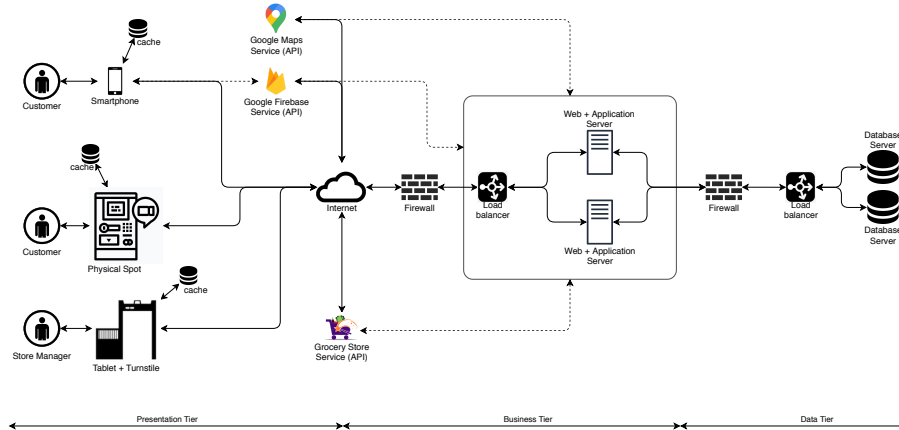 cache
Google Maps
Service (API)
Customer
Smartphone
Google Firebase
Service (API)
Web + Application
Server
Database
Server
cache
Internet
Firewall
Load
balancer
Firewall
Load
balancer
Database
Server
Customer
Physical Spot
Web + Application
Server
cache
Store Manager
Tablet + Turnstile
Grocery Store
Service (API)
Presentation Tier
Business Tier
Data Tier